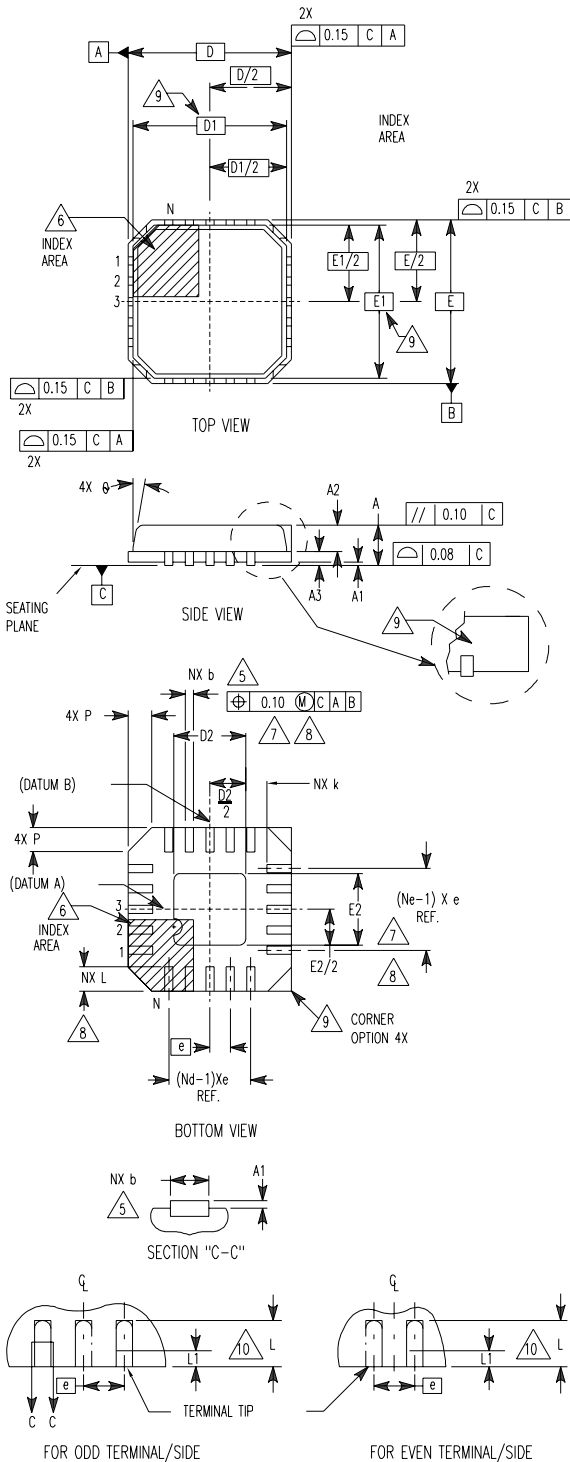 2X
0.15 C A
A
D
D/2
9
D1
INDEX
AREA
D1/2
2X
0.15 C B
6
N
INDEX
AREA
1
2
3
E1/2
E/2
E1
E
9
0.15 C B
2X
B
TOP VIEW
0.15 C A
2X
4X θ
A2
A
// 0.10 C
0.08 C
C
A3
A1
SEATING
PLANE
SIDE VIEW
9
NX b
5
0.10 M C A B
4X P
D2
7
8
(DATUM B)
D2
2
NX k
4X P
(DATUM A)
6
INDEX
AREA
3
2
1
E2
(Ne-1) X e
REF.
7
E2/2
8
NX L
8
N
9
CORNER
OPTION 4X
e
(Nd-1)Xe
REF.
BOTTOM VIEW
NX b
A1
5
SECTION "C-C"
CL
L
10
L1
e
C C
TERMINAL TIP
FOR ODD TERMINAL/SIDE
CL
L
10
L1
e
FOR EVEN TERMINAL/SIDE